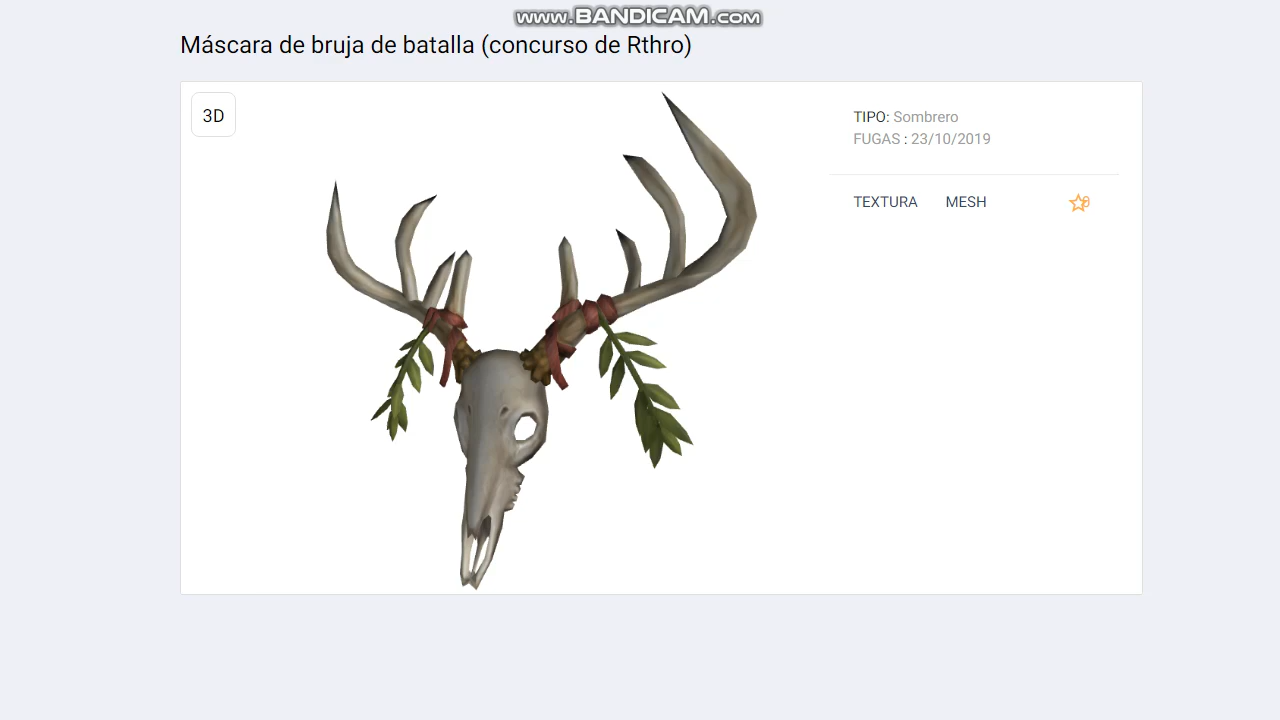 www.BANDICAM.com
Máscara de bruja de batalla (concurso de Rthro)
3D
TIPO: Sombrero
FUGAS : 23/10/2019
TEXTURA MESH